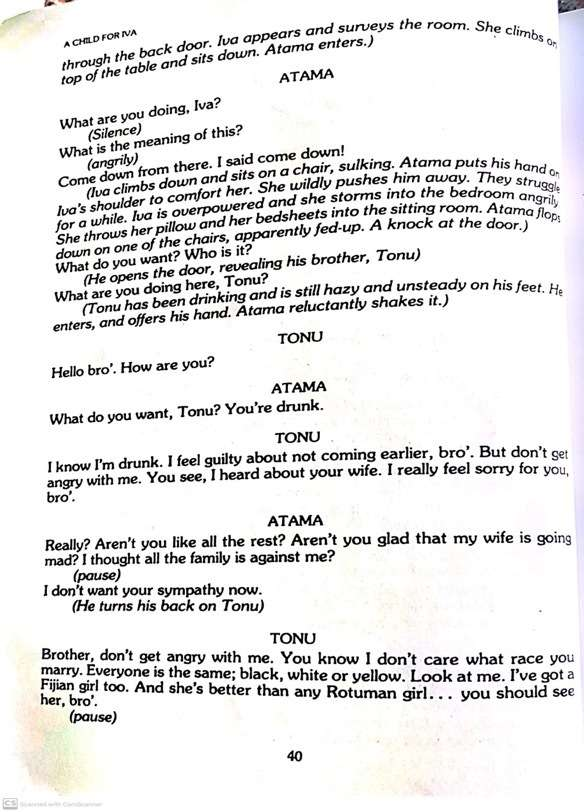 A CHILD FOR IVA
through the back door. Iva appears and surveys the room. She climbs on
top of the table and sits down. Atama enters.)
ATAMA
What are you doing, Iva?
(Silence)
What is the meaning of this?
(angrily)
Come down from there. I said come down!
(Iva climbs down and sits on a chair, sulking. Atama puts his hand on
Iva's shoulder to comfort her. She wildly pushes him away. They struggle
for a while. Iva is overpowered and she storms into the bedroom angrily
She throws her pillow and her bedsheets into the sitting room. Atama flops
down on one of the chairs, apparently fed-up. A knock at the door.)
What do you want? Who is it?
(He opens the door, revealing his brother, Tonu)
What are you doing here, Tonu?
(Tonu has been drinking and is still hazy and unsteady on his feet. He
enters, and offers his hand. Atama reluctantly shakes it.)
TONU
Hello bro'. How are you?
ATAMA
What do you want, Tonu? You're drunk.
TONU
I know I'm drunk. I feel guilty about not coming earlier, bro'. But don't get
angry with me. You see, I heard about your wife. I really feel sorry for you,
bro'.
ATAMA
Really? Aren't you like all the rest? Aren't you glad that my wife is going
mad? I thought all the family is against me?
(pause)
I don't want your sympathy now.
(He turns his back on Tonu)
TONU
Brother, don't get angry with me. You know I don't care what race you
marry. Everyone is the same; black, white or yellow. Look at me. I've got a
Fijian girl too. And she's better than any Rotuman girl... you should see
her, bro'.
(pause)
40
CS Scanned with CamScanner